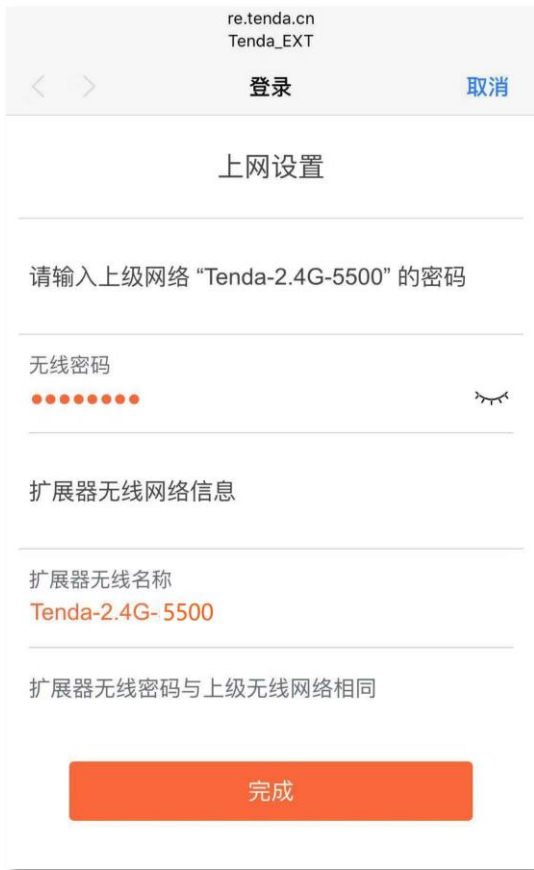 re.tenda.cn
Tenda_EXT
登录 取消
上网设置
请输入上级网络 “Tenda-2.4G-5500” 的密码
无线密码
●●●●●●●●
扩展器无线网络信息
扩展器无线名称
Tenda-2.4G-5500
扩展器无线密码与上级无线网络相同
完成